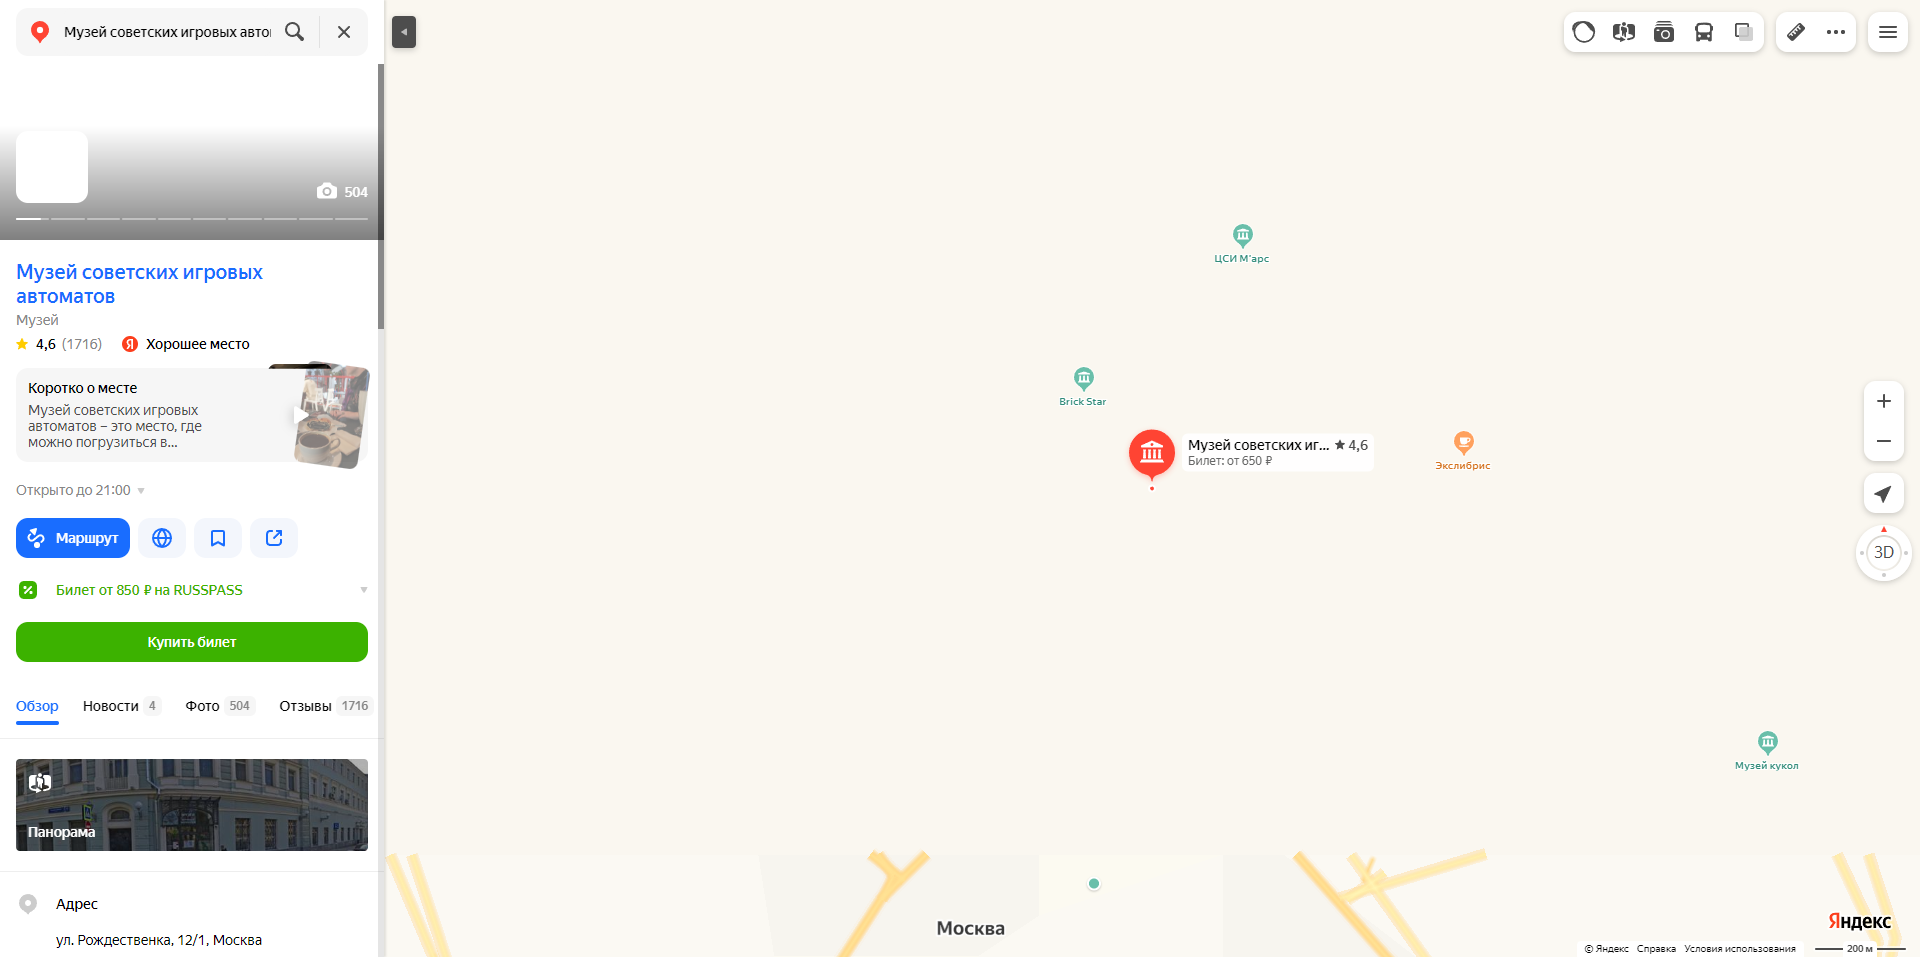 Музей советских игровых авто
504
Музей советских игровых
автоматов
Музей
4,6 (1716)
Хорошее место
Коротко о месте
Музей советских игровых
автоматов – это место, где
можно погрузиться в...
Открыто до 21:00
Маршрут
Билет от 850 ₽ на RUSSPASS
Купить билет
Обзор
Новости 4
Фото 504
Отзывы 1716
Панорама
Адрес
ул. Рождественка, 12/1, Москва
ЦСИ М'арс
Brick Star
Музей советских иг... ★ 4,6
Билет: от 650 ₽
Экслибрис
3D
Музей кукол
Москва
Яндекс
© Яндекс Справка Условия использования
200 м